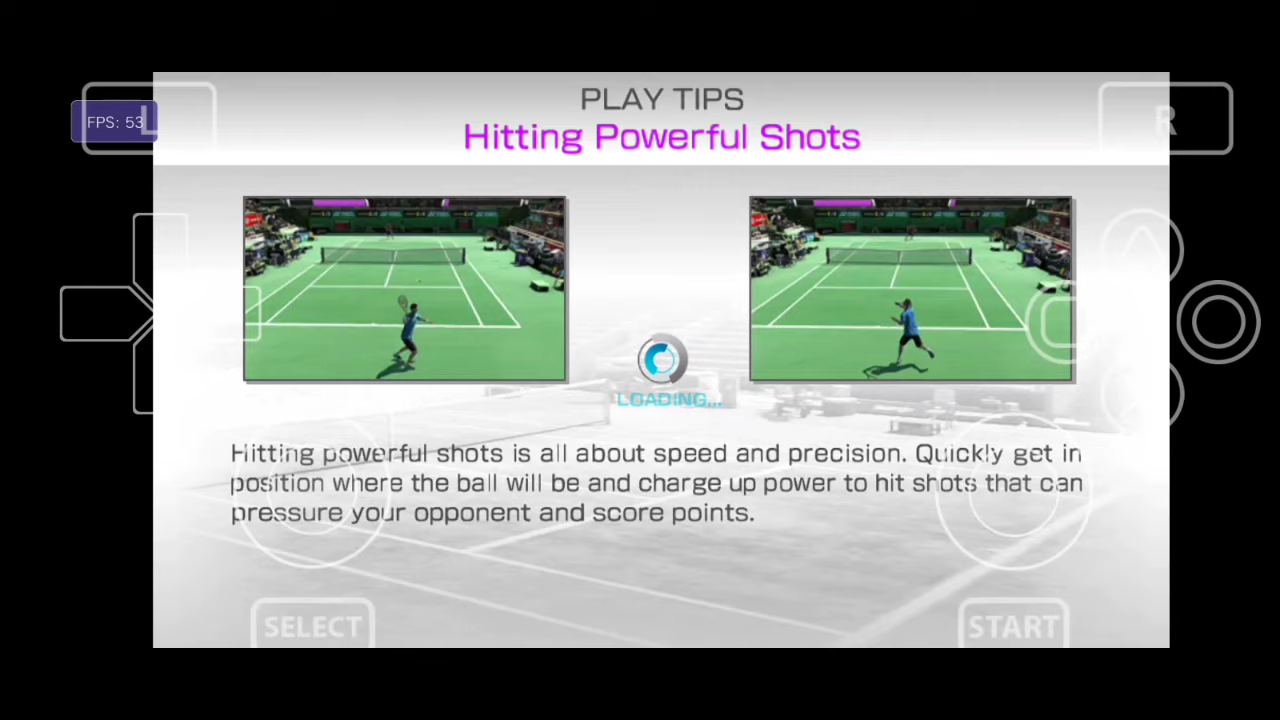 PLAY TIPS
Hitting Powerful Shots
FPS: 53
L
R
LOADING...
Hitting powerful shots is all about speed and precision. Quickly get in
position where the ball will be and charge up power to hit shots that can
pressure your opponent and score points.
SELECT
START